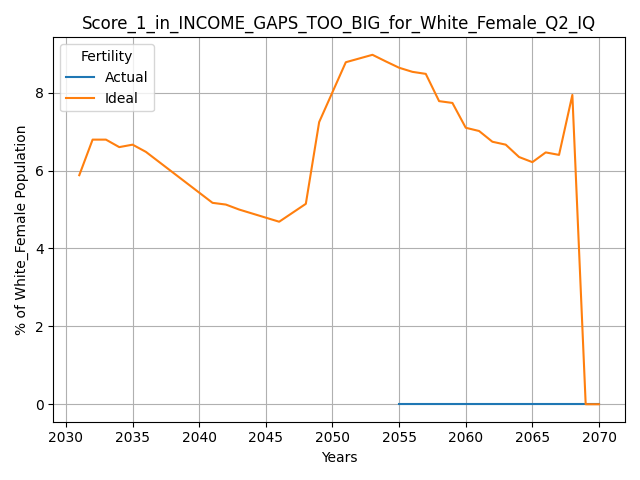 Score_1_in_INCOME_GAPS_TOO_BIG_for_White_Female_Q2_IQ
Fertility
Actual
Ideal
% of White_Female Population
8
6
4
2
0
2030 2035 2040 2045 2050 2055 2060 2065 2070
Years